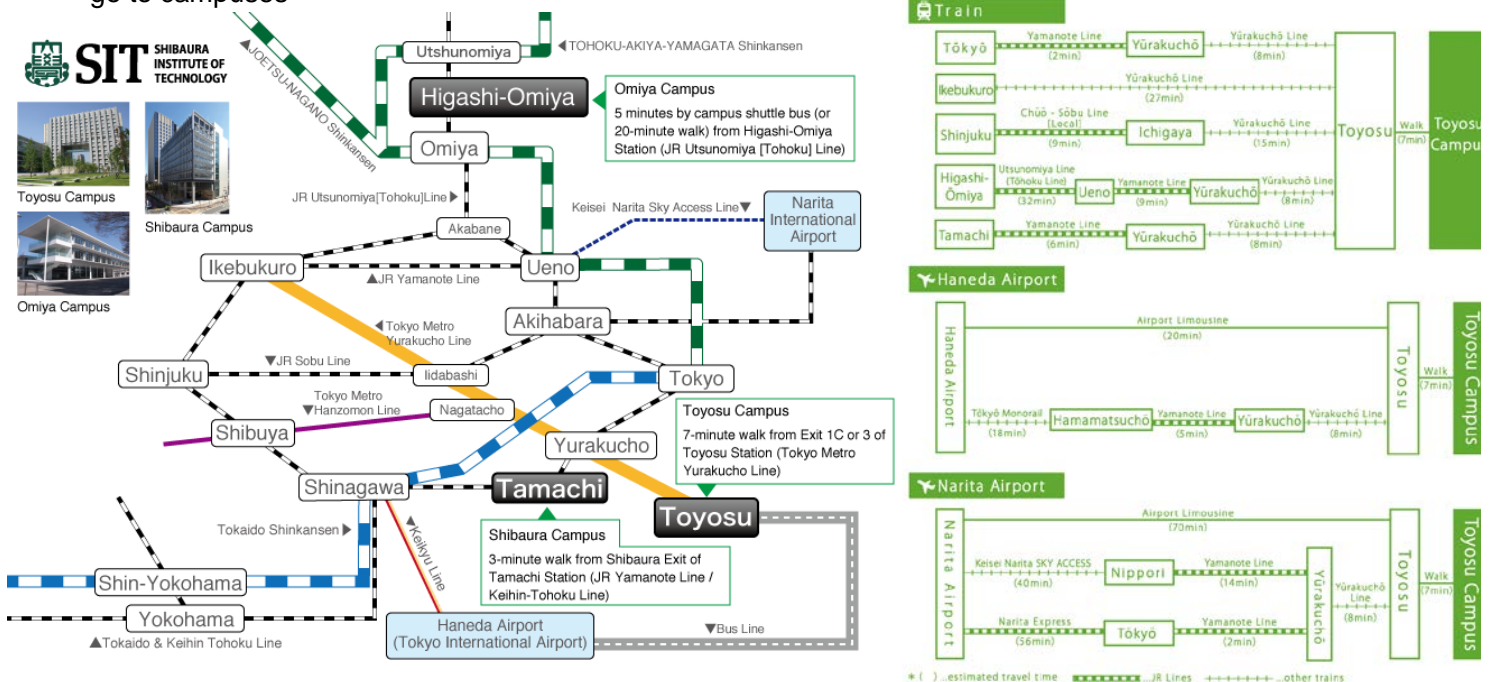 go to campuses
SIT
SHIBAURA
INSTITUTE OF
TECHNOLOGY
Toyosu Campus
Shibaura Campus
Omiya Campus
▲JOETSU-NAGANO Shinkansen
Utshunomiya
◀TOHOKU-AKIYA-YAMAGATA Shinkansen
Higashi-Omiya
Omiya Campus
5 minutes by campus shuttle bus (or
20-minute walk) from Higashi-Omiya
Station (JR Utsunomiya [Tohoku] Line)
Omiya
JR Utsunomiya[Tohoku]Line▶
Keisei Narita Sky Access Line▼
Narita
International
Airport
Akabane
Ikebukuro
Ueno
▲JR Yamanote Line
Akihabara
◀Tokyo Metro
Yurakucho Line
▼JR Sobu Line
Shinjuku
Iidabashi
Tokyo
Tokyo Metro
▼Hanzomon Line
Nagatacho
Shibuya
Yurakucho
Toyosu Campus
7-minute walk from Exit 1C or 3 of
Toyosu Station (Tokyo Metro
Yurakucho Line)
Shinagawa
Tamachi
Toyosu
Tokaido Shinkansen▶
▼Keikyu Line
Shibaura Campus
3-minute walk from Shibaura Exit of
Tamachi Station (JR Yamanote Line /
Keihin-Tohoku Line)
Shin-Yokohama
Yokohama
▲Tokaido & Keihin Tohoku Line
Haneda Airport
(Tokyo International Airport)
▼Bus Line
Train
Tōkyō
Yamanote Line
(2min)
Yūrakuchō
Yūrakuchō Line
(8min)
Ikebukuro
Yūrakuchō Line
(27min)
Shinjuku
Chūō - Sōbu Line
[Local]
(9min)
Ichigaya
Yūrakuchō Line
(15min)
Higashi-
Ōmiya
Utsunomiya Line
(Tōhoku Line)
(32min)
Ueno
Yamanote Line
(9min)
Yūrakuchō
Yūrakuchō Line
(8min)
Tamachi
Yamanote Line
(6min)
Yūrakuchō
Yūrakuchō Line
(8min)
Toyosu
Walk
(7min)
Toyosu
Campu
Haneda Airport
Haneda Airport
Airport Limousine
(20min)
Tōkyō Monorail
(18min)
Hamamatsuchō
Yamanote Line
(5min)
Yūrakuchō
Yūrakuchō Line
(8min)
Toyosu
Walk
(7min)
Toyosu Campus
Narita Airport
Narita Airport
Airport Limousine
(70min)
Keisei Narita SKY ACCESS
(40min)
Nippori
Yamanote Line
(14min)
Narita Express
(56min)
Tōkyō
Yamanote Line
(2min)
Yūrakuchō
Yūrakuchō
Line
(8min)
Toyosu
Walk
(7min)
Toyosu Campus
* ( ) ...estimated travel time ...JR Lines ...other trains